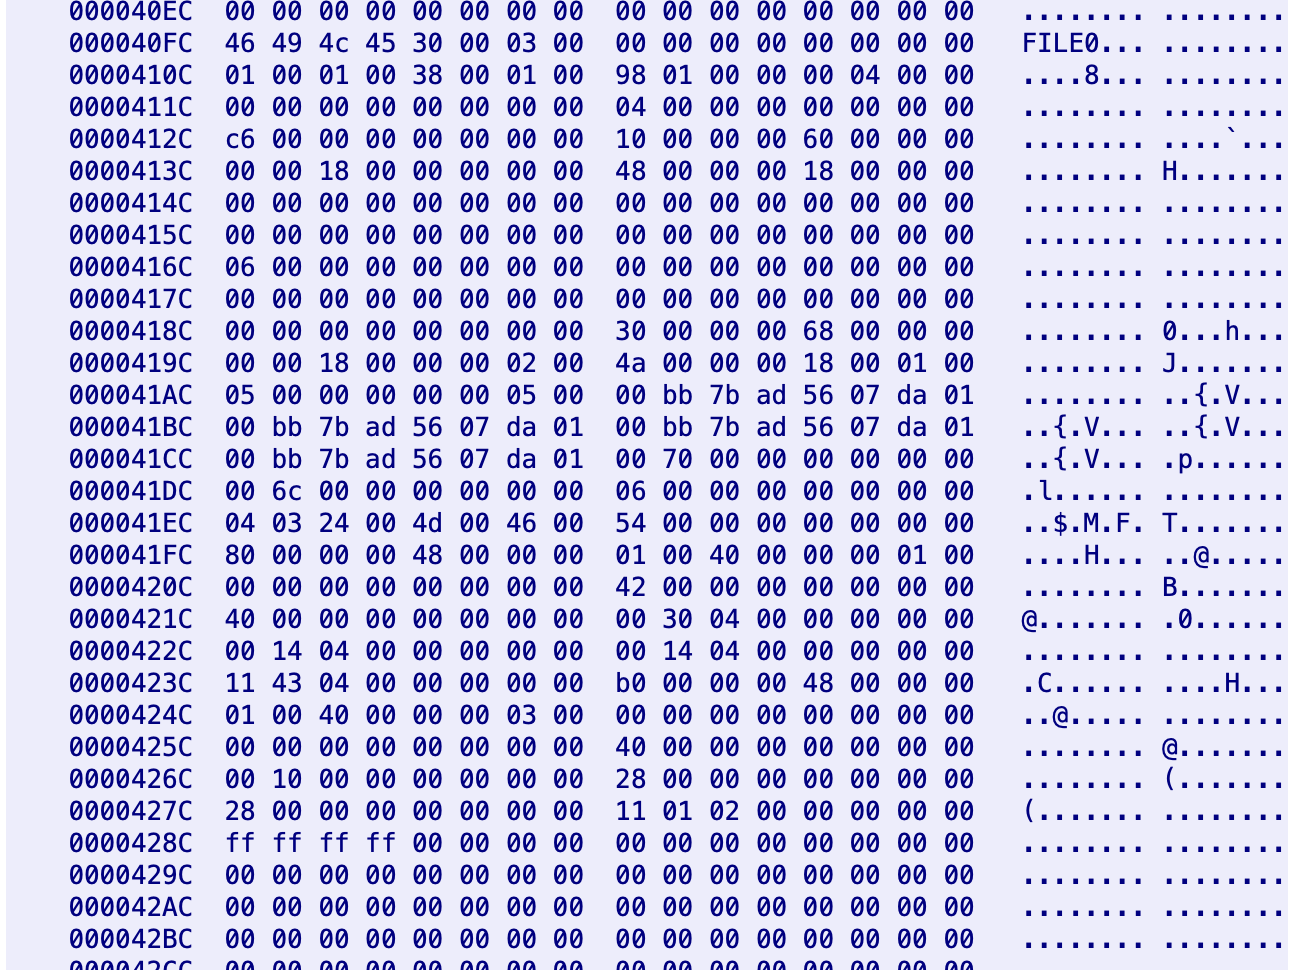 000040EC 00 00 00 00 00 00 00 00 00 00 00 00 00 00 00 00 ........ ........
000040FC 46 49 4c 45 30 00 03 00 00 00 00 00 00 00 00 00 FILE0... ........
0000410C 01 00 01 00 38 00 01 00 98 01 00 00 00 04 00 00 ....8... ........
0000411C 00 00 00 00 00 00 00 00 04 00 00 00 00 00 00 00 ........ ........
0000412C c6 00 00 00 00 00 00 00 10 00 00 00 60 00 00 00 ........ ....`...
0000413C 00 00 18 00 00 00 00 00 48 00 00 00 18 00 00 00 ........ H.......
0000414C 00 00 00 00 00 00 00 00 00 00 00 00 00 00 00 00 ........ ........
0000415C 00 00 00 00 00 00 00 00 00 00 00 00 00 00 00 00 ........ ........
0000416C 06 00 00 00 00 00 00 00 00 00 00 00 00 00 00 00 ........ ........
0000417C 00 00 00 00 00 00 00 00 00 00 00 00 00 00 00 00 ........ ........
0000418C 00 00 00 00 00 00 00 00 30 00 00 00 68 00 00 00 ........ 0...h...
0000419C 00 00 18 00 00 00 02 00 4a 00 00 00 18 00 01 00 ........ J.......
000041AC 05 00 00 00 00 00 05 00 00 bb 7b ad 56 07 da 01 ........ ..{.V...
000041BC 00 bb 7b ad 56 07 da 01 00 bb 7b ad 56 07 da 01 ..{.V... ..{.V...
000041CC 00 bb 7b ad 56 07 da 01 00 70 00 00 00 00 00 00 ..{.V... .p......
000041DC 00 6c 00 00 00 00 00 00 06 00 00 00 00 00 00 00 .l...... ........
000041EC 04 03 24 00 4d 00 46 00 54 00 00 00 00 00 00 00 ..$.M.F. T.......
000041FC 80 00 00 00 48 00 00 00 01 00 40 00 00 00 01 00 ....H... ..@.....
0000420C 00 00 00 00 00 00 00 00 42 00 00 00 00 00 00 00 ........ B.......
0000421C 40 00 00 00 00 00 00 00 00 30 04 00 00 00 00 00 @....... .0......
0000422C 00 14 04 00 00 00 00 00 00 14 04 00 00 00 00 00 ........ ........
0000423C 11 43 04 00 00 00 00 00 b0 00 00 00 48 00 00 00 .C...... ....H...
0000424C 01 00 40 00 00 00 03 00 00 00 00 00 00 00 00 00 ..@..... ........
0000425C 00 00 00 00 00 00 00 00 40 00 00 00 00 00 00 00 ........ @.......
0000426C 00 10 00 00 00 00 00 00 28 00 00 00 00 00 00 00 ........ (.......
0000427C 28 00 00 00 00 00 00 00 11 01 02 00 00 00 00 00 (....... ........
0000428C ff ff ff ff 00 00 00 00 00 00 00 00 00 00 00 00 ........ ........
0000429C 00 00 00 00 00 00 00 00 00 00 00 00 00 00 00 00 ........ ........
000042AC 00 00 00 00 00 00 00 00 00 00 00 00 00 00 00 00 ........ ........
000042BC 00 00 00 00 00 00 00 00 00 00 00 00 00 00 00 00 ........ ........
000042CC 00 00 00 00 00 00 00 00 00 00 00 00 00 00 00 00